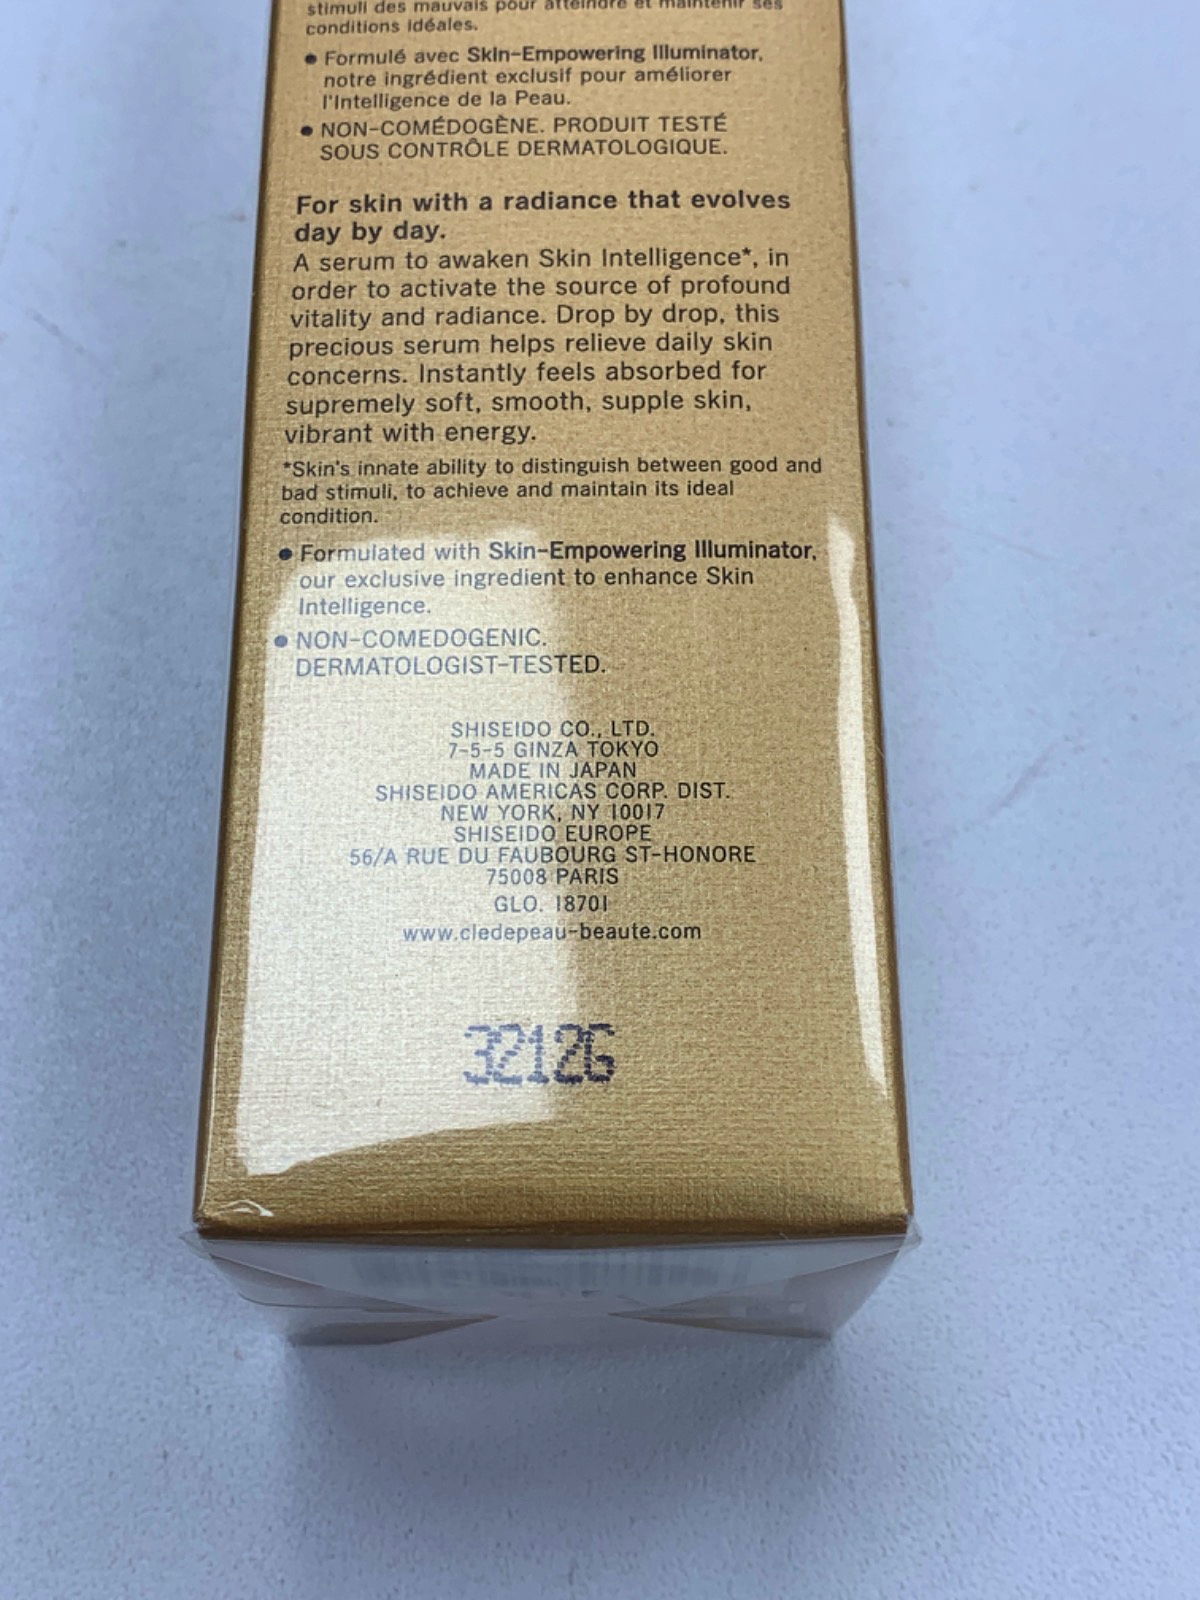 stimuli des mauvais pour atteindre et maintenir ses
conditions idéales.
● Formulé avec Skin-Empowering Illuminator,
notre ingrédient exclusif pour améliorer
l'Intelligence de la Peau.
● NON-COMÉDOGÈNE. PRODUIT TESTÉ
SOUS CONTRÔLE DERMATOLOGIQUE.
For skin with a radiance that evolves
day by day.
A serum to awaken Skin Intelligence*, in
order to activate the source of profound
vitality and radiance. Drop by drop, this
precious serum helps relieve daily skin
concerns. Instantly feels absorbed for
supremely soft, smooth, supple skin,
vibrant with energy.
*Skin's innate ability to distinguish between good and
bad stimuli, to achieve and maintain its ideal
condition.
● Formulated with Skin-Empowering Illuminator,
our exclusive ingredient to enhance Skin
Intelligence.
● NON-COMEDOGENIC.
DERMATOLOGIST-TESTED.
SHISEIDO CO., LTD.
7-5-5 GINZA TOKYO
MADE IN JAPAN
SHISEIDO AMERICAS CORP. DIST.
NEW YORK, NY 10017
SHISEIDO EUROPE
56/A RUE DU FAUBOURG ST-HONORE
75008 PARIS
GLO. 18701
www.cledepeau-beaute.com
3212G